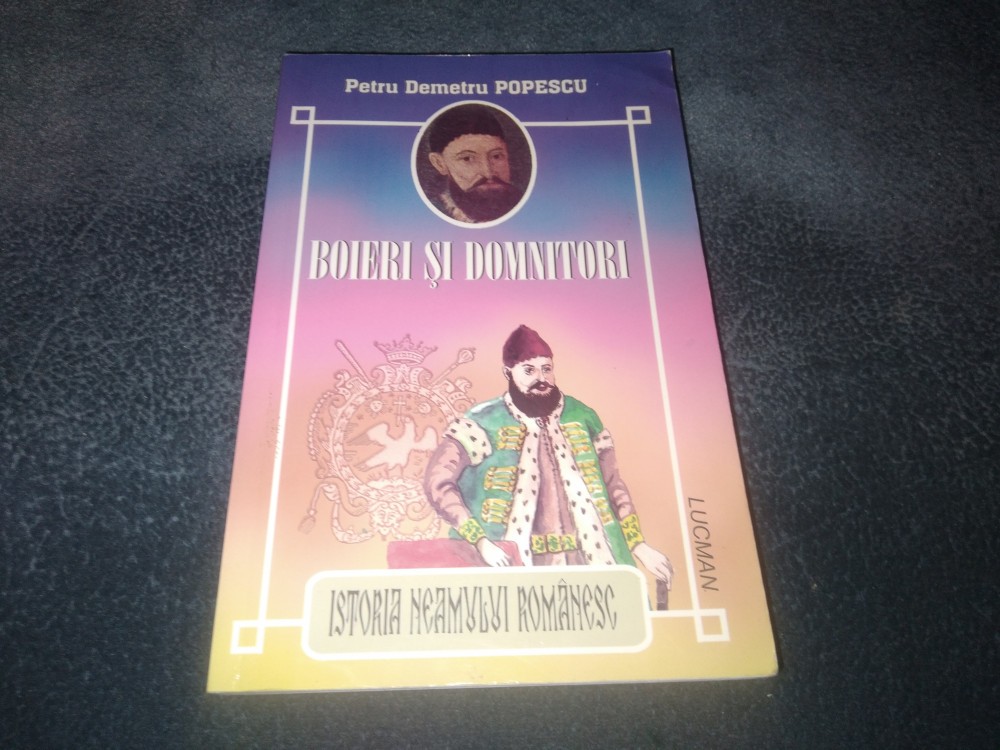 Petru Demetru POPESCU
BOIERI ŞI DOMNITORI
LUCMAN
ISTORIA NEAMULUI ROMÂNESC